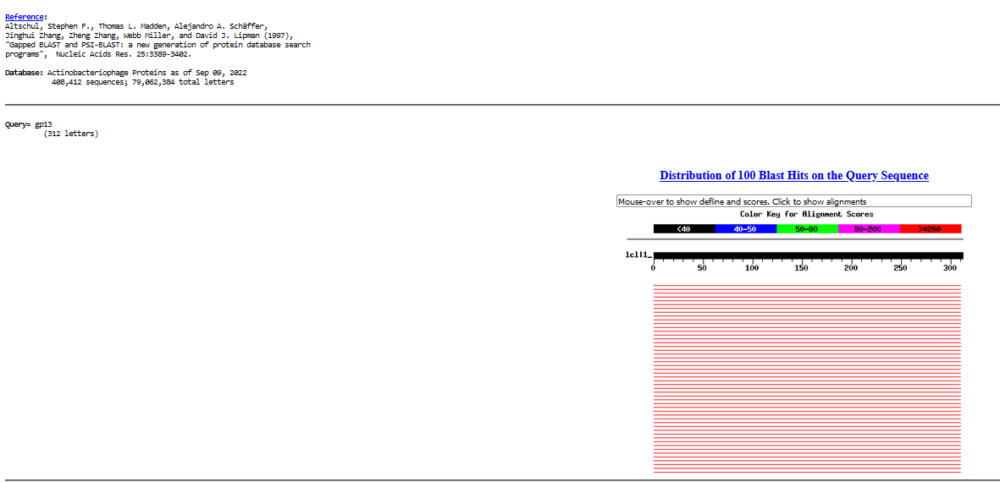 Reference:
Altschul, Stephen F., Thomas L. Madden, Alejandro A. Schäffer,
Jinghui Zhang, Zheng Zhang, Webb Miller, and David J. Lipman (1997),
"Gapped BLAST and PSI-BLAST: a new generation of protein database search
programs", Nucleic Acids Res. 25:3389-3402.
Database: Actinobacteriophage Proteins as of Sep 09, 2022
408,412 sequences; 79,062,384 total letters
Query= gp13
(312 letters)
Distribution of 100 Blast Hits on the Query Sequence
Mouse-over to show defline and scores. Click to show alignments
Color Key for Alignment Scores
<40 40-50 50-80 80-200 >=200
lcl|1_
0 50 100 150 200 250 300